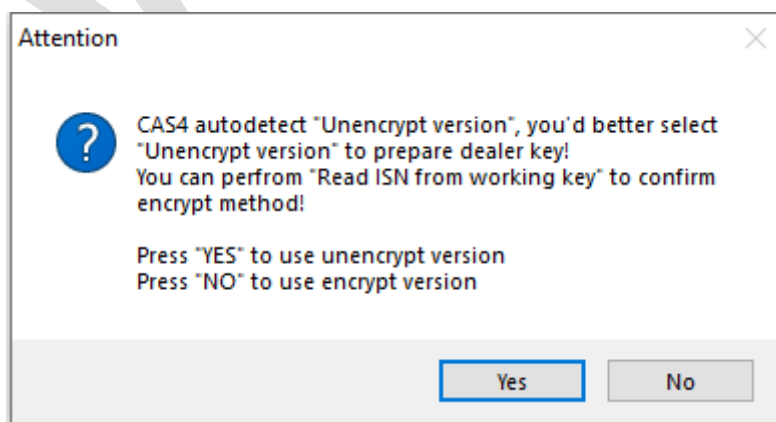 Attention
CAS4 autodetect "Unencrypt version", you'd better select
"Unencrypt version" to prepare dealer key!
You can perfrom "Read ISN from working key" to confirm
encrypt method!
Press "YES" to use unencrypt version
Press "NO" to use encrypt version
Yes
No